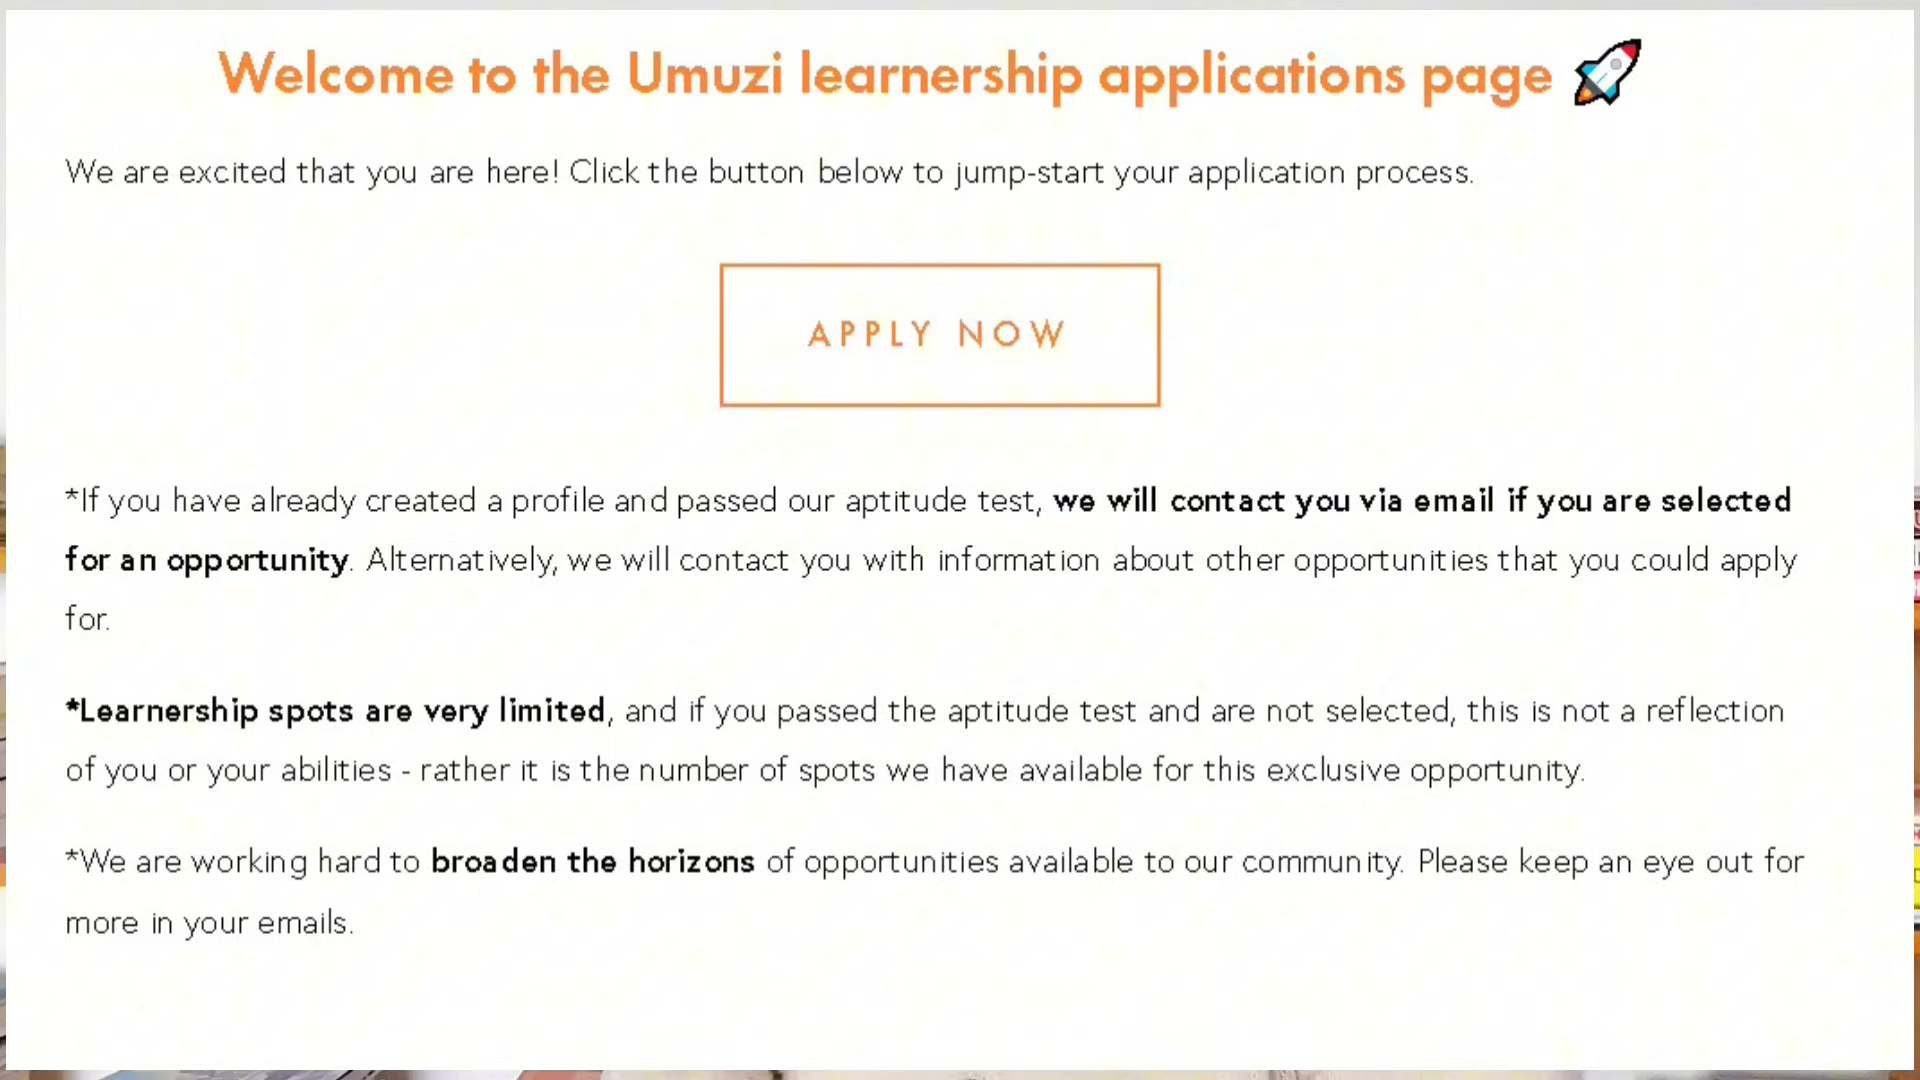 Welcome to the Umuzi learnership applications page 🚀
We are excited that you are here! Click the button below to jump-start your application process.
APPLY NOW
*If you have already created a profile and passed our aptitude test, we will contact you via email if you are selected
for an opportunity. Alternatively, we will contact you with information about other opportunities that you could apply
for.
*Learnership spots are very limited, and if you passed the aptitude test and are not selected, this is not a reflection
of you or your abilities - rather it is the number of spots we have available for this exclusive opportunity.
*We are working hard to broaden the horizons of opportunities available to our community. Please keep an eye out for
more in your emails.